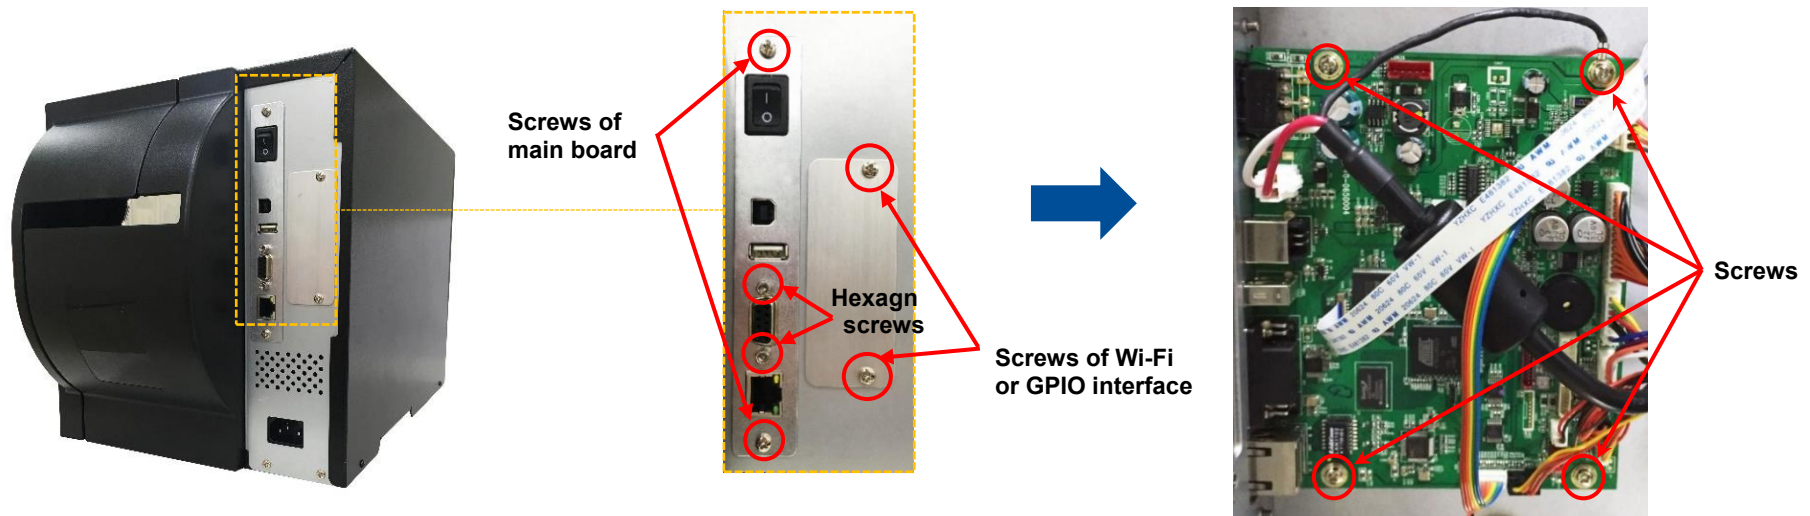 Screws of
main board
Hexagn
screws
Screws of Wi-Fi
or GPIO interface
Screws